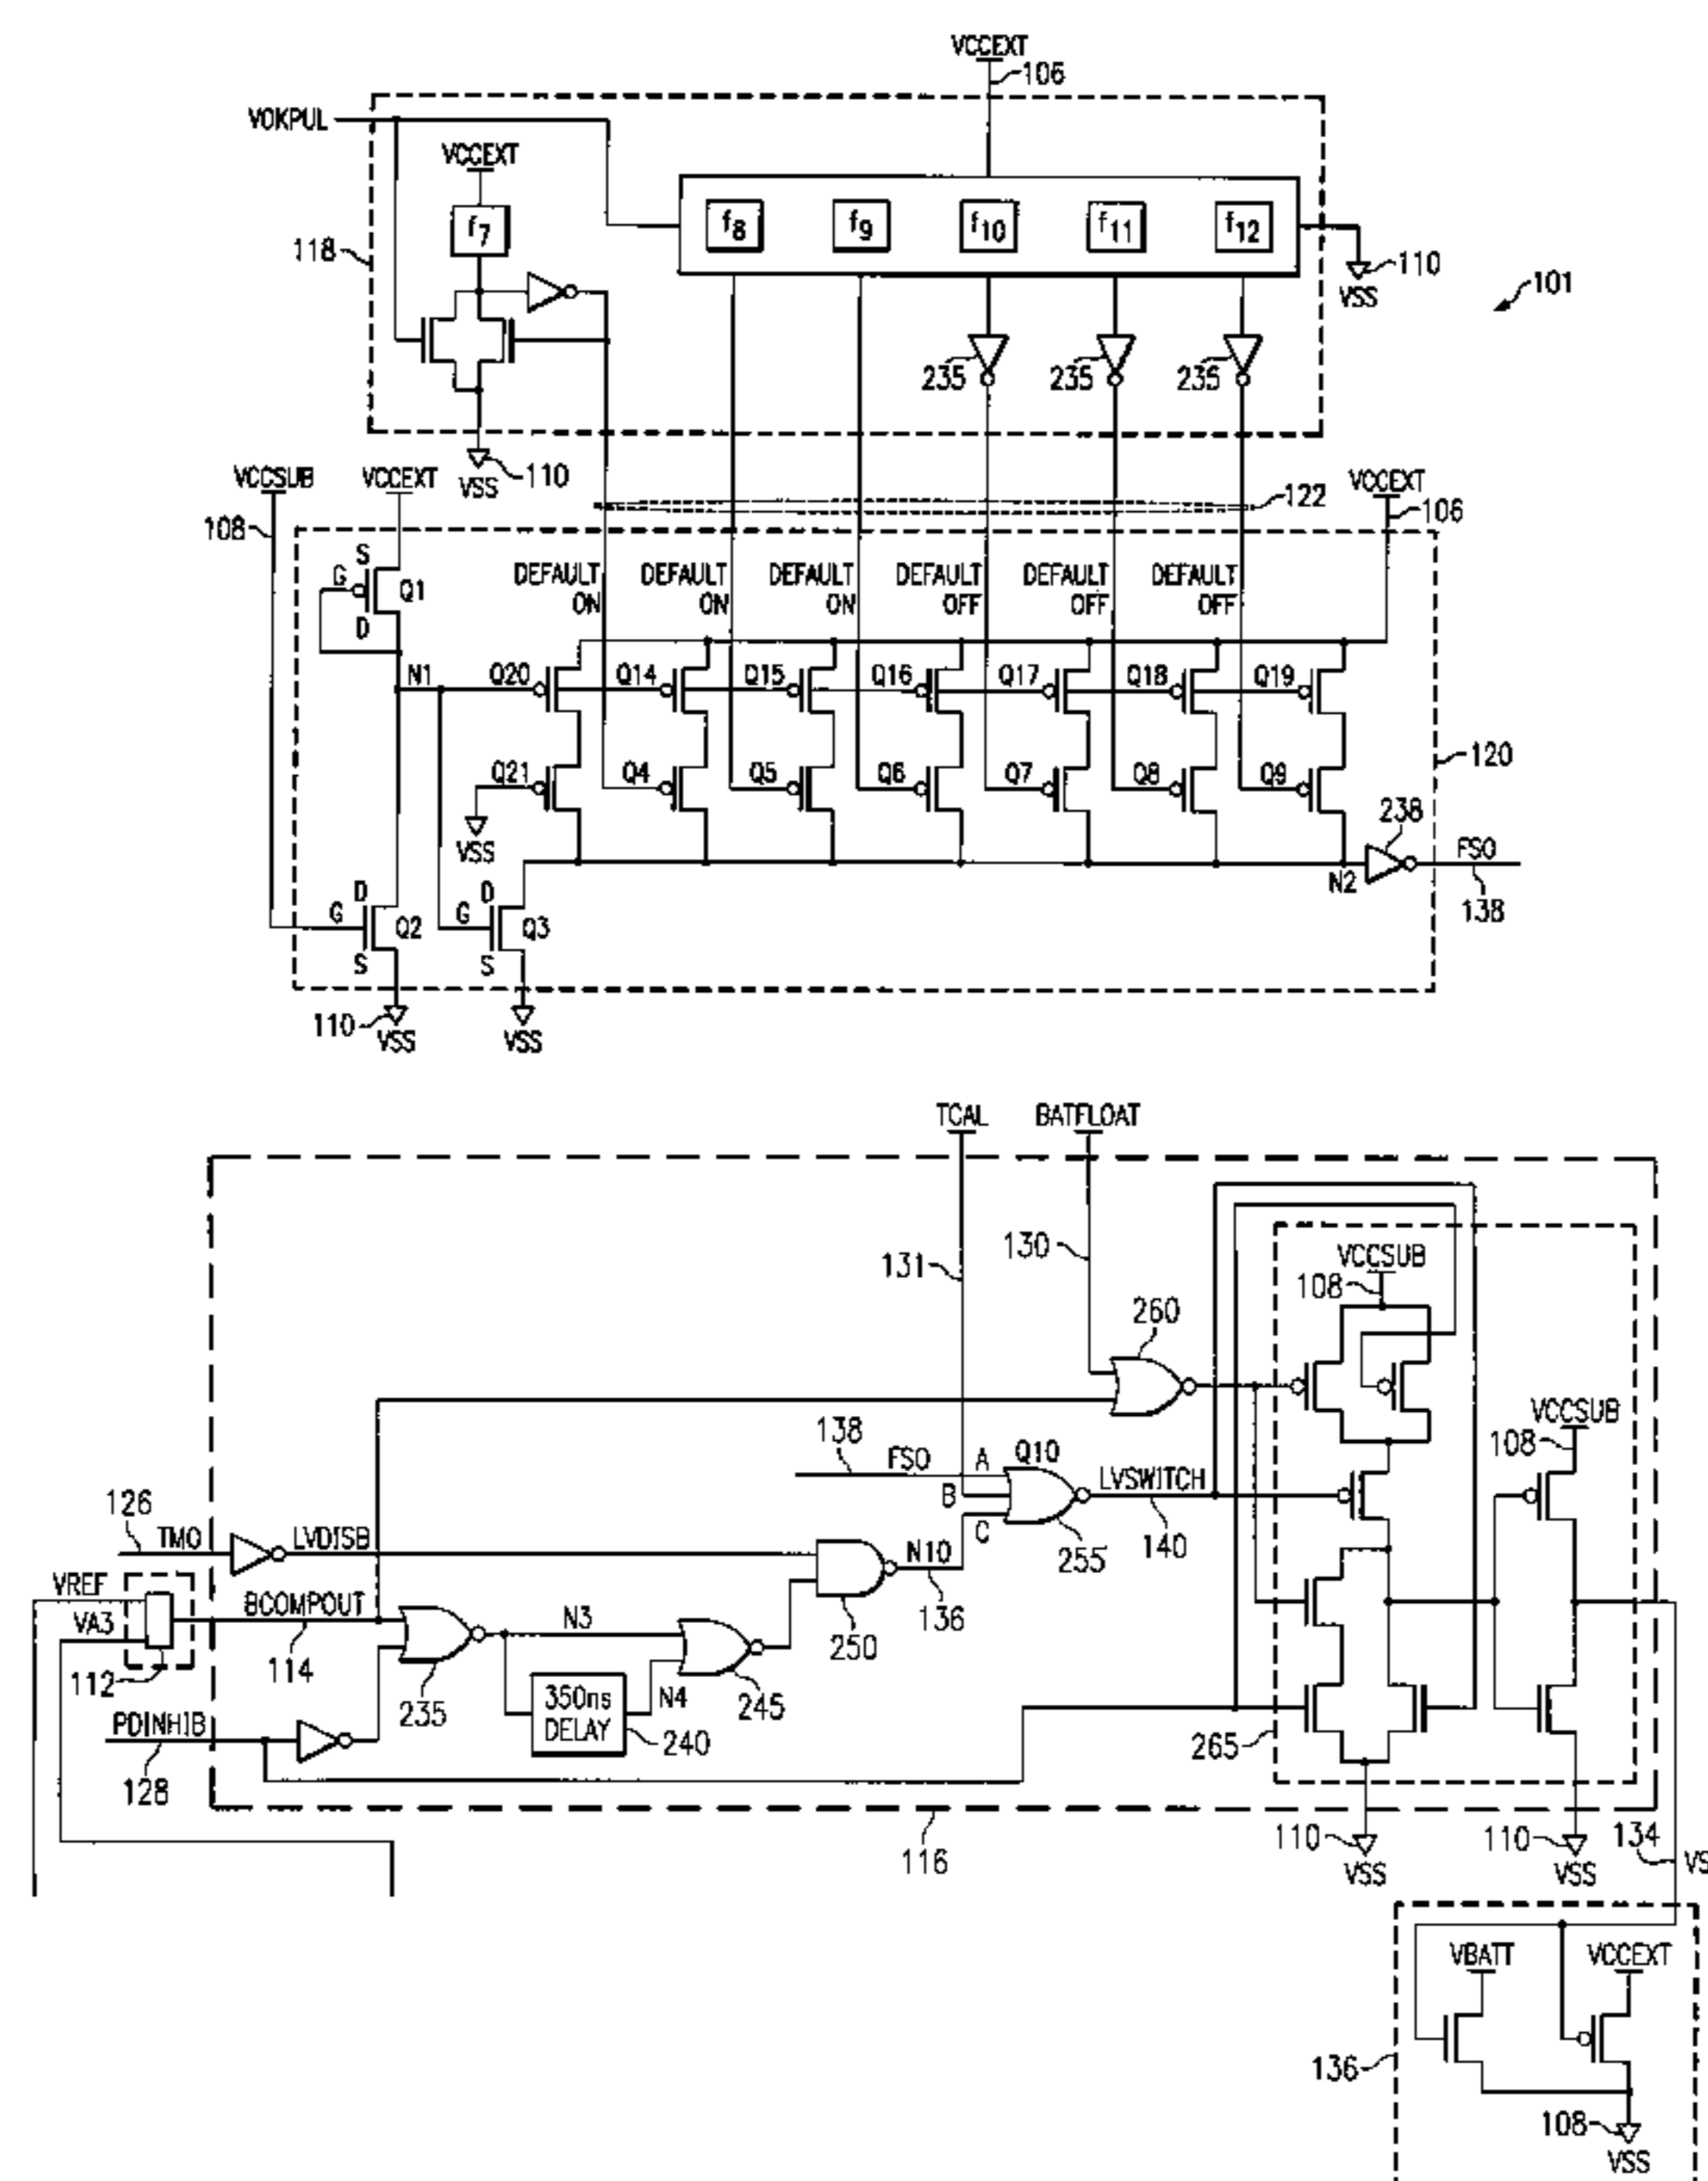 VCCEXT
106
VOKPUL
VCCEXT
f7
f8
f9
f10
f11
f12
118
110
VSS
101
235
235
235
VCCSUB
VCCEXT
VSS
110
122
VCCEXT
108
106
S
G
Q1
D
DEFAULT ON
DEFAULT ON
DEFAULT ON
DEFAULT OFF
DEFAULT OFF
DEFAULT OFF
N1
Q20
Q14
Q15
Q16
Q17
Q18
Q19
120
Q21
Q4
Q5
Q6
Q7
Q8
Q9
VSS
238
FSO
N2
138
D
G
Q2
S
D
G
Q3
S
110
VSS
VSS
TCAL
BATFLOAT
131
130
VCCSUB
108
260
138
FSO
A
Q10
B
C
LVSWITCH
140
255
VCCSUB
108
126
TMO
LVDISB
N10
136
250
VREF
VA3
BCOMPOUT
112
114
N3
235
350ns
DELAY
240
N4
245
PDINHIB
128
265
116
110
VSS
110
VSS
134
VS
VBATT
VCCEXT
136
108
VSS